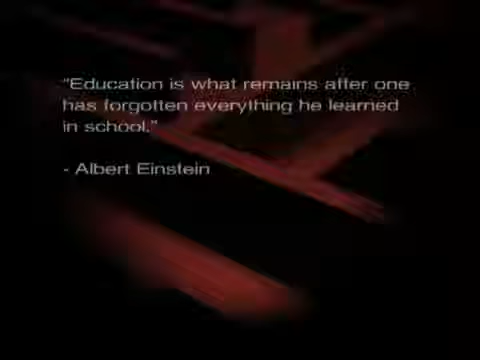 "Education is what remains after one
has forgotten everything he learned
in school."
- Albert Einstein